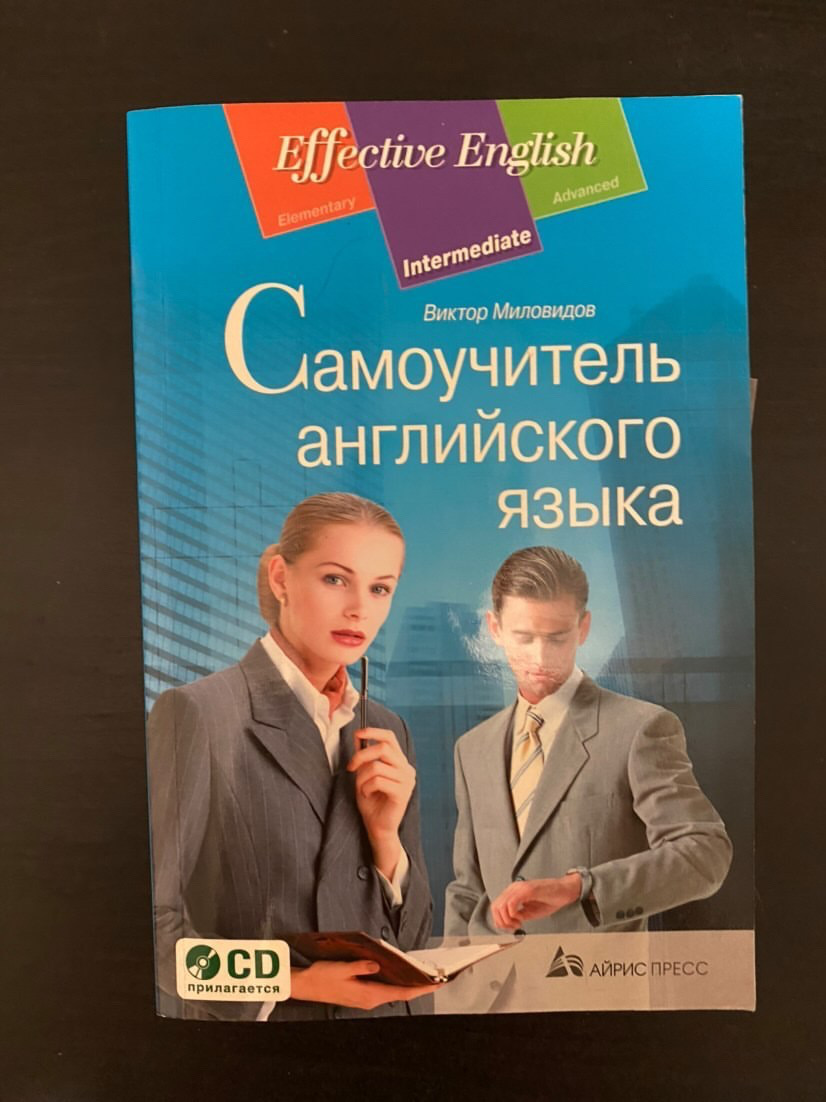 Effective English
Elementary
Advanced
Intermediate
Виктор Миловидов
Самоучитель
английского
языка
CD
прилагается
АЙРИС ПРЕСС